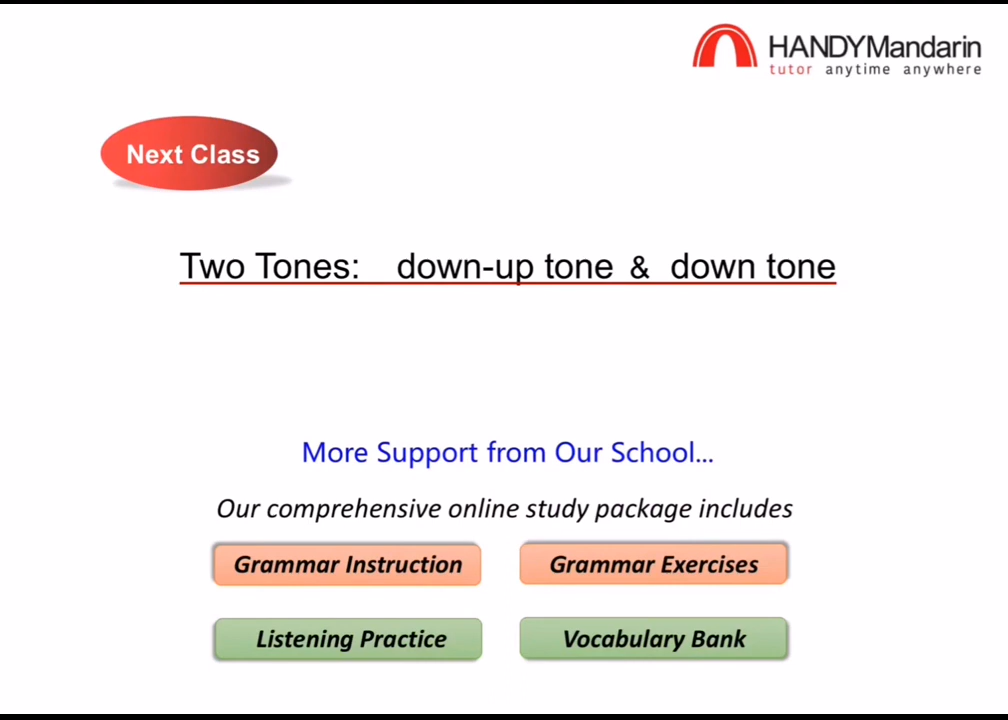 HANDYMandarin
tutor anytime anywhere
Next Class
Two Tones: down-up tone & down tone
More Support from Our School...
Our comprehensive online study package includes
Grammar Instruction Grammar Exercises
Listening Practice Vocabulary Bank